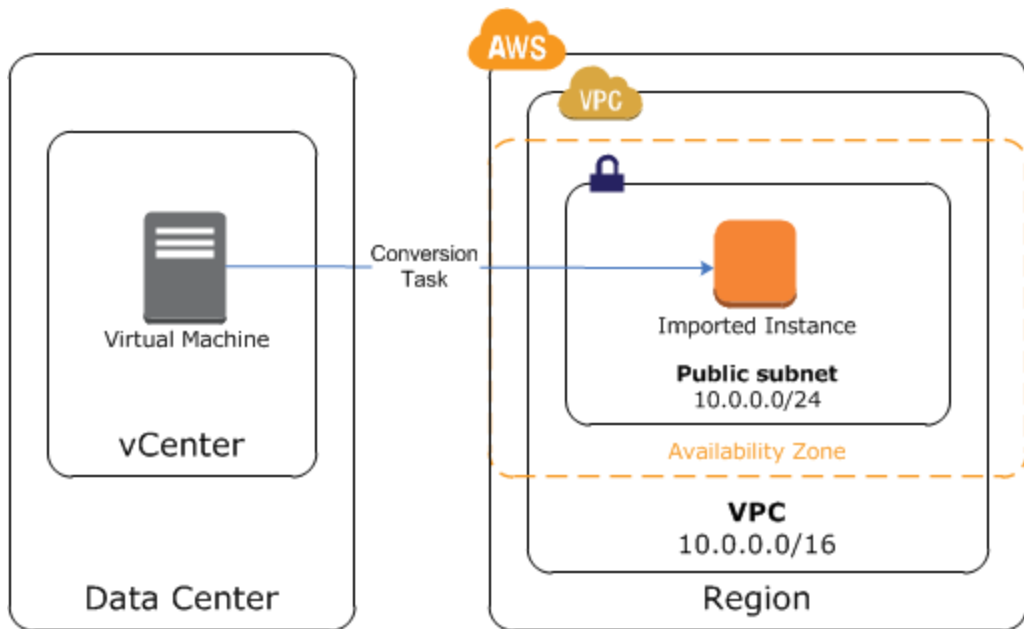 AWS
VPC
Conversion
Task
Virtual Machine
Imported Instance
Public subnet
10.0.0.0/24
vCenter
Availability Zone
VPC
10.0.0.0/16
Data Center
Region